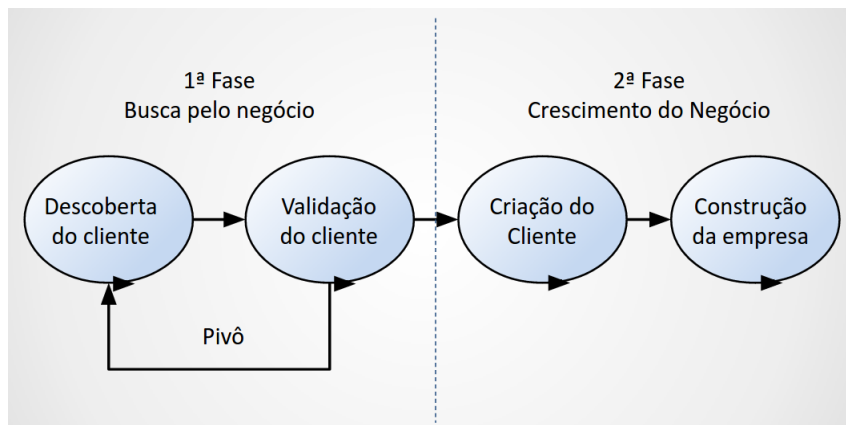 1ª Fase
Busca pelo negócio
2ª Fase
Crescimento do Negócio
Descoberta
do cliente
Validação
do cliente
Criação do
Cliente
Construção
da empresa
Pivô